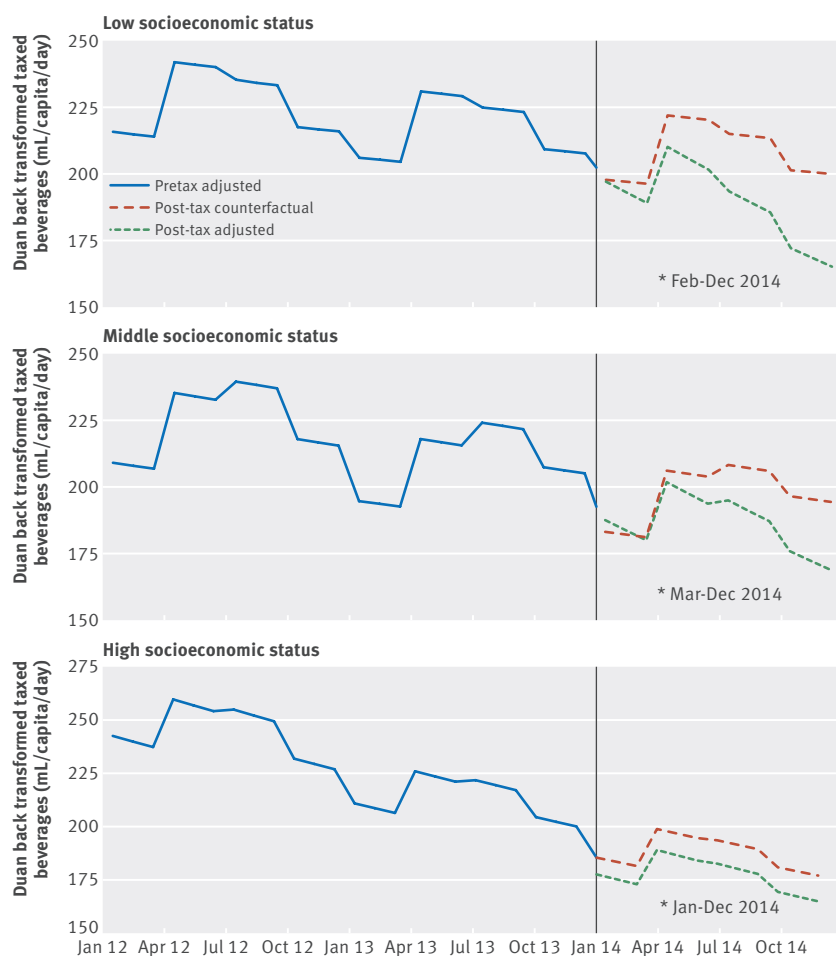 Low socioeconomic status
Duan back transformed taxed
beverages (mL/capita/day)
250
225
200
175
150
Pretax adjusted
Post-tax counterfactual
Post-tax adjusted
* Feb-Dec 2014
Middle socioeconomic status
Duan back transformed taxed
beverages (mL/capita/day)
250
225
200
175
150
* Mar-Dec 2014
High socioeconomic status
Duan back transformed taxed
beverages (mL/capita/day)
275
250
225
200
175
150
* Jan-Dec 2014
Jan 12 Apr 12 Jul 12 Oct 12 Jan 13 Apr 13 Jul 13 Oct 13 Jan 14 Apr 14 Jul 14 Oct 14